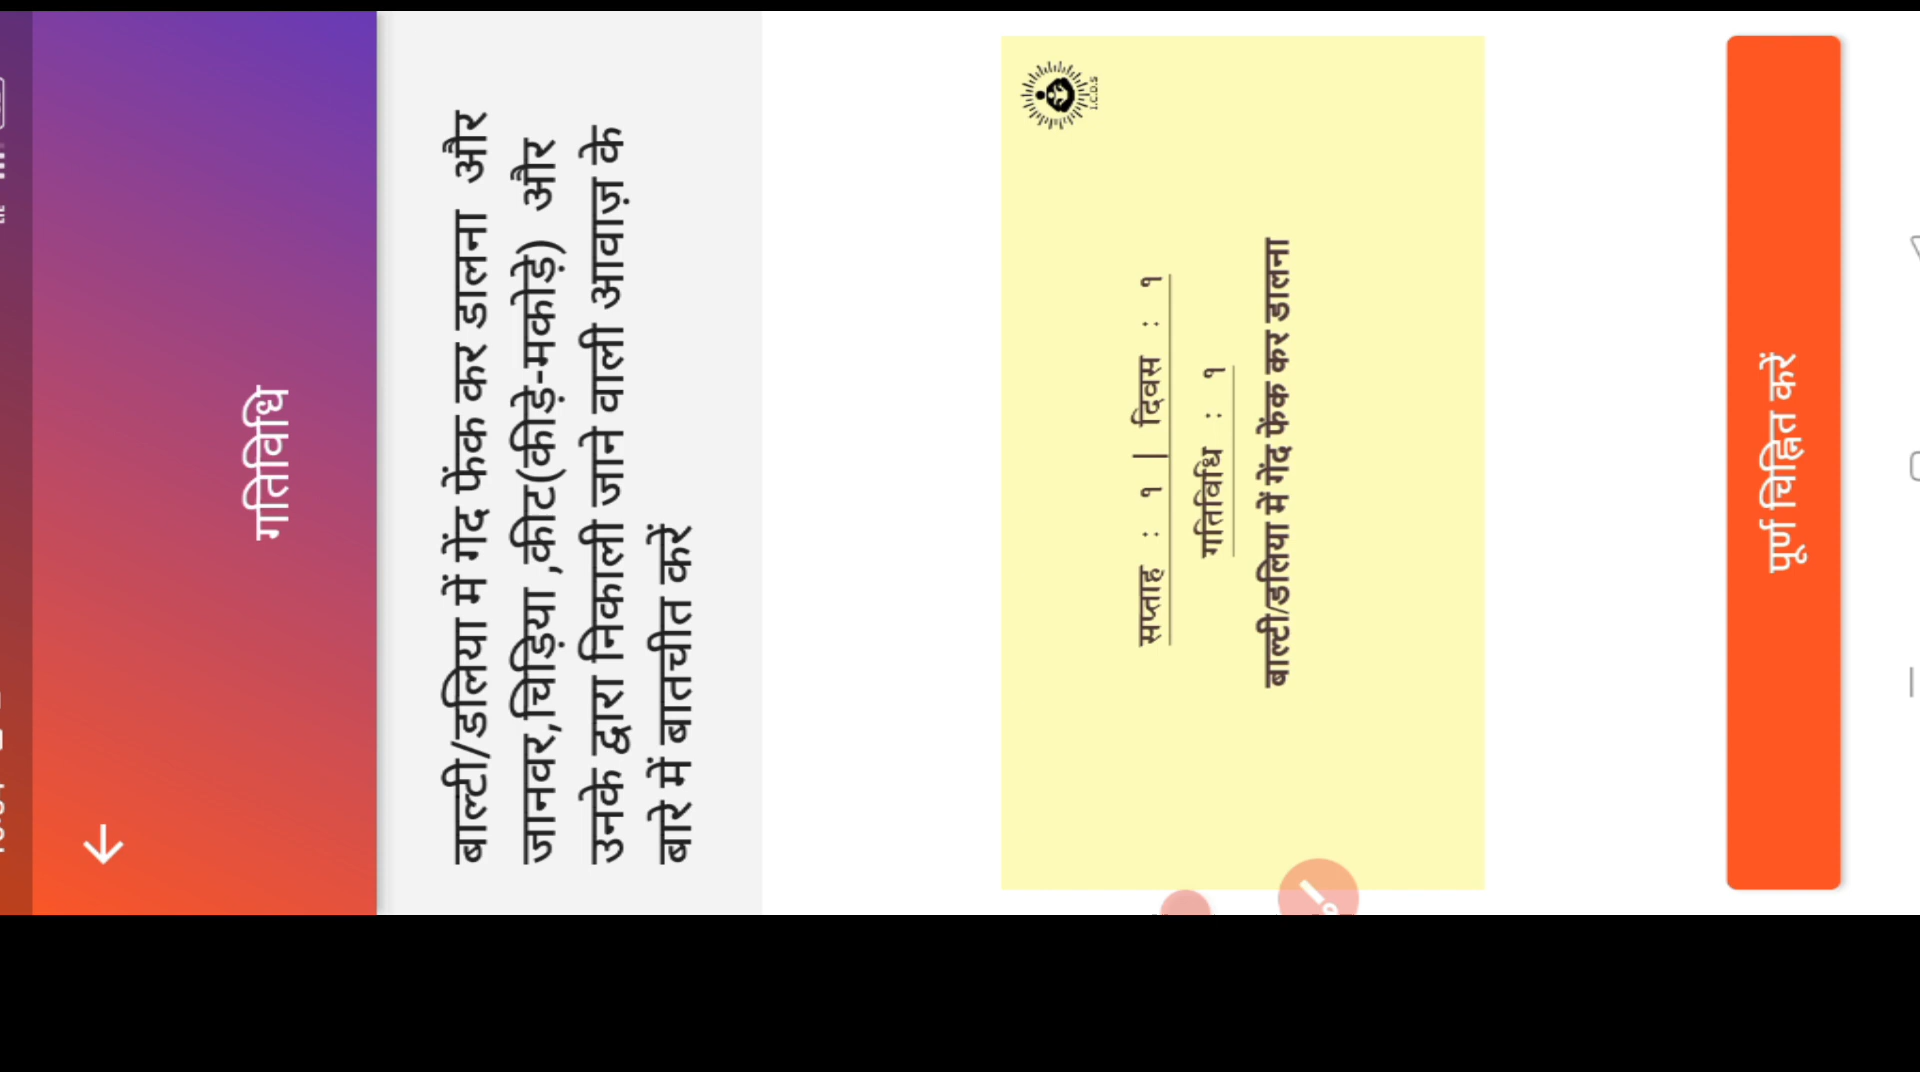 गतिविधि
बाल्टी/डलिया में गेंद फेंक कर डालना और
जानवर,चिड़िया ,कीट(कीड़े-मकोड़े) और
उनके द्वारा निकाली जाने वाली आवाज़ के
बारे में बातचीत करें
I.C.D.S
सप्ताह : १ | दिवस : १
गतिविधि : १
बाल्टी/डलिया में गेंद फेंक कर डालना
पूर्ण चिह्नित करें